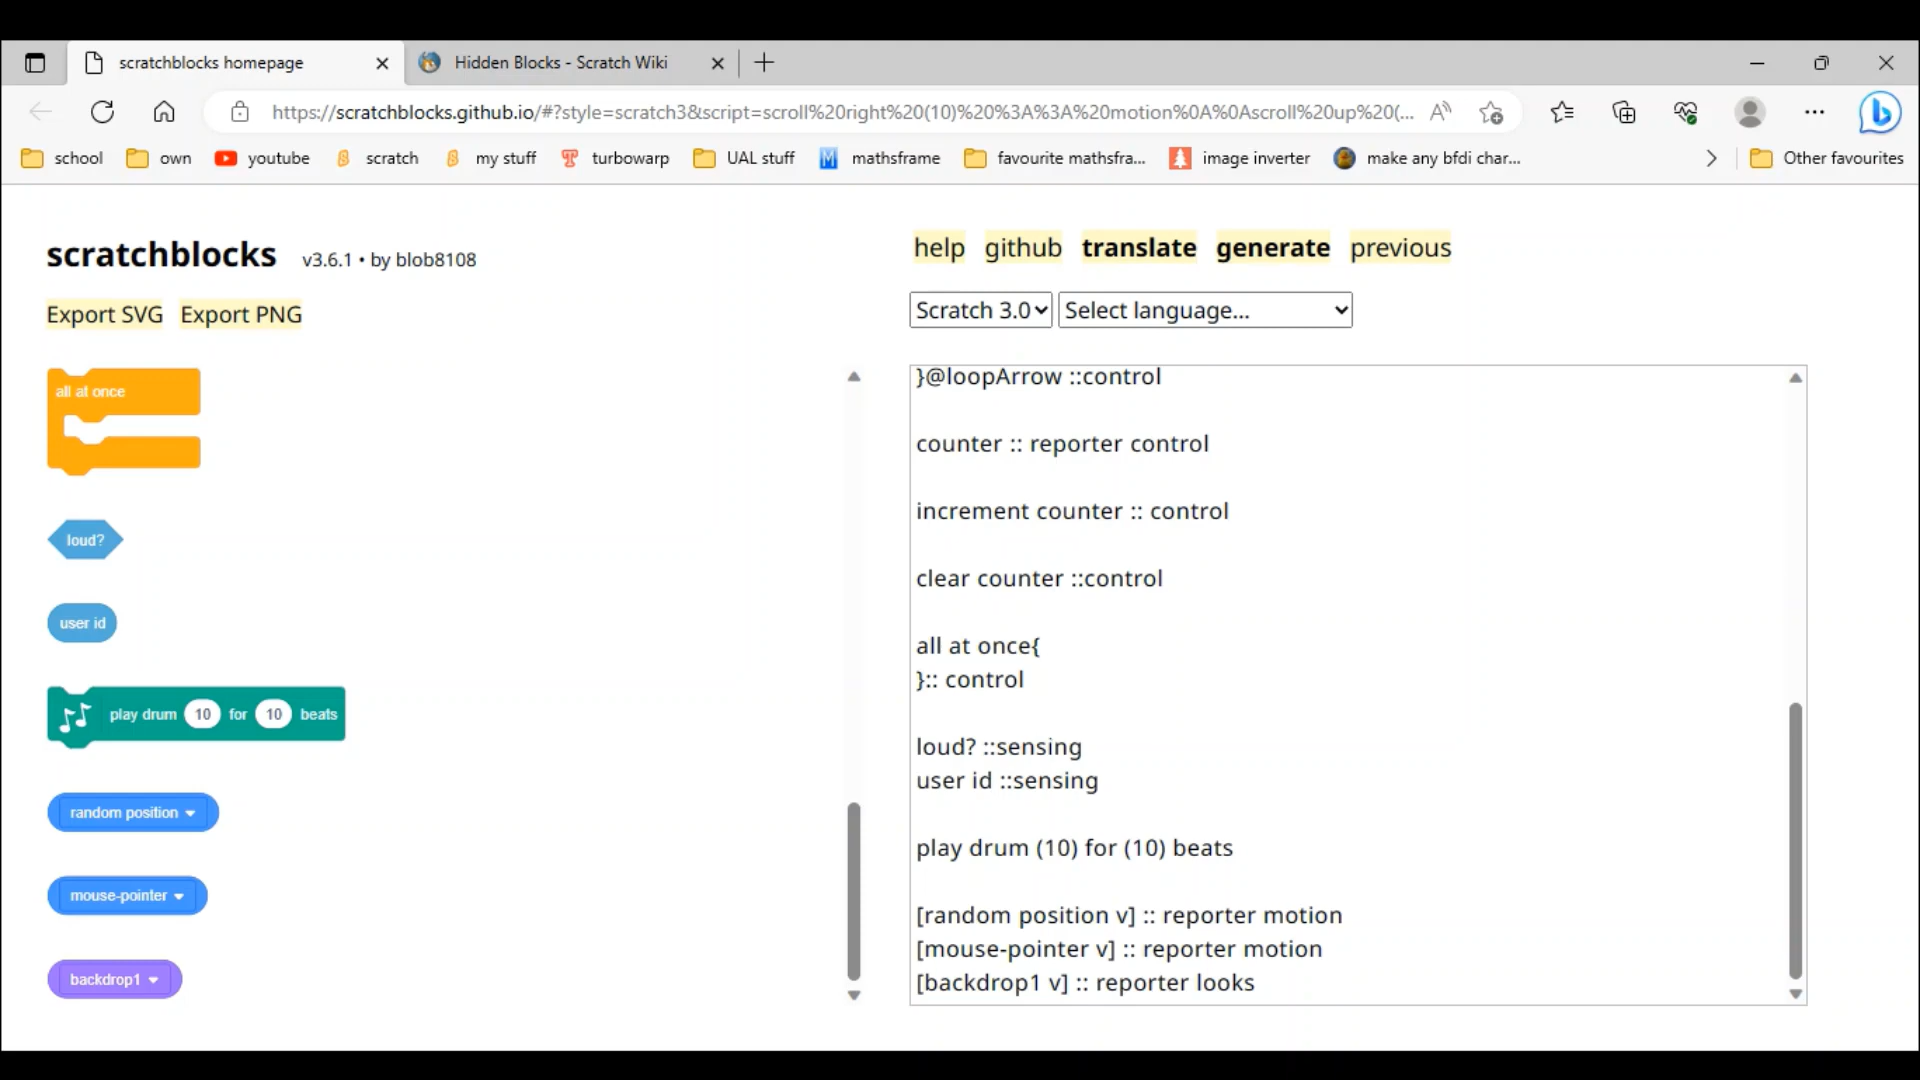 scratchblocks homepage
Hidden Blocks - Scratch Wiki
https://scratchblocks.github.io/#?style=scratch3&script=scroll%20right%20(10)%20%3A%3A%20motion%0A%0Ascroll%20up%20(...
school own youtube scratch my stuff turbowarp UAL stuff mathsframe favourite mathsfra... image inverter make any bfdi char... Other favourites
scratchblocks v3.6.1 • by blob8108
Export SVG Export PNG
all at once
loud?
user id
play drum 10 for 10 beats
random position
mouse-pointer
backdrop1
help github translate generate previous
Scratch 3.0 Select language...
}@loopArrow ::control
counter :: reporter control
increment counter :: control
clear counter ::control
all at once{
}:: control
loud? ::sensing
user id ::sensing
play drum (10) for (10) beats
[random position v] :: reporter motion
[mouse-pointer v] :: reporter motion
[backdrop1 v] :: reporter looks